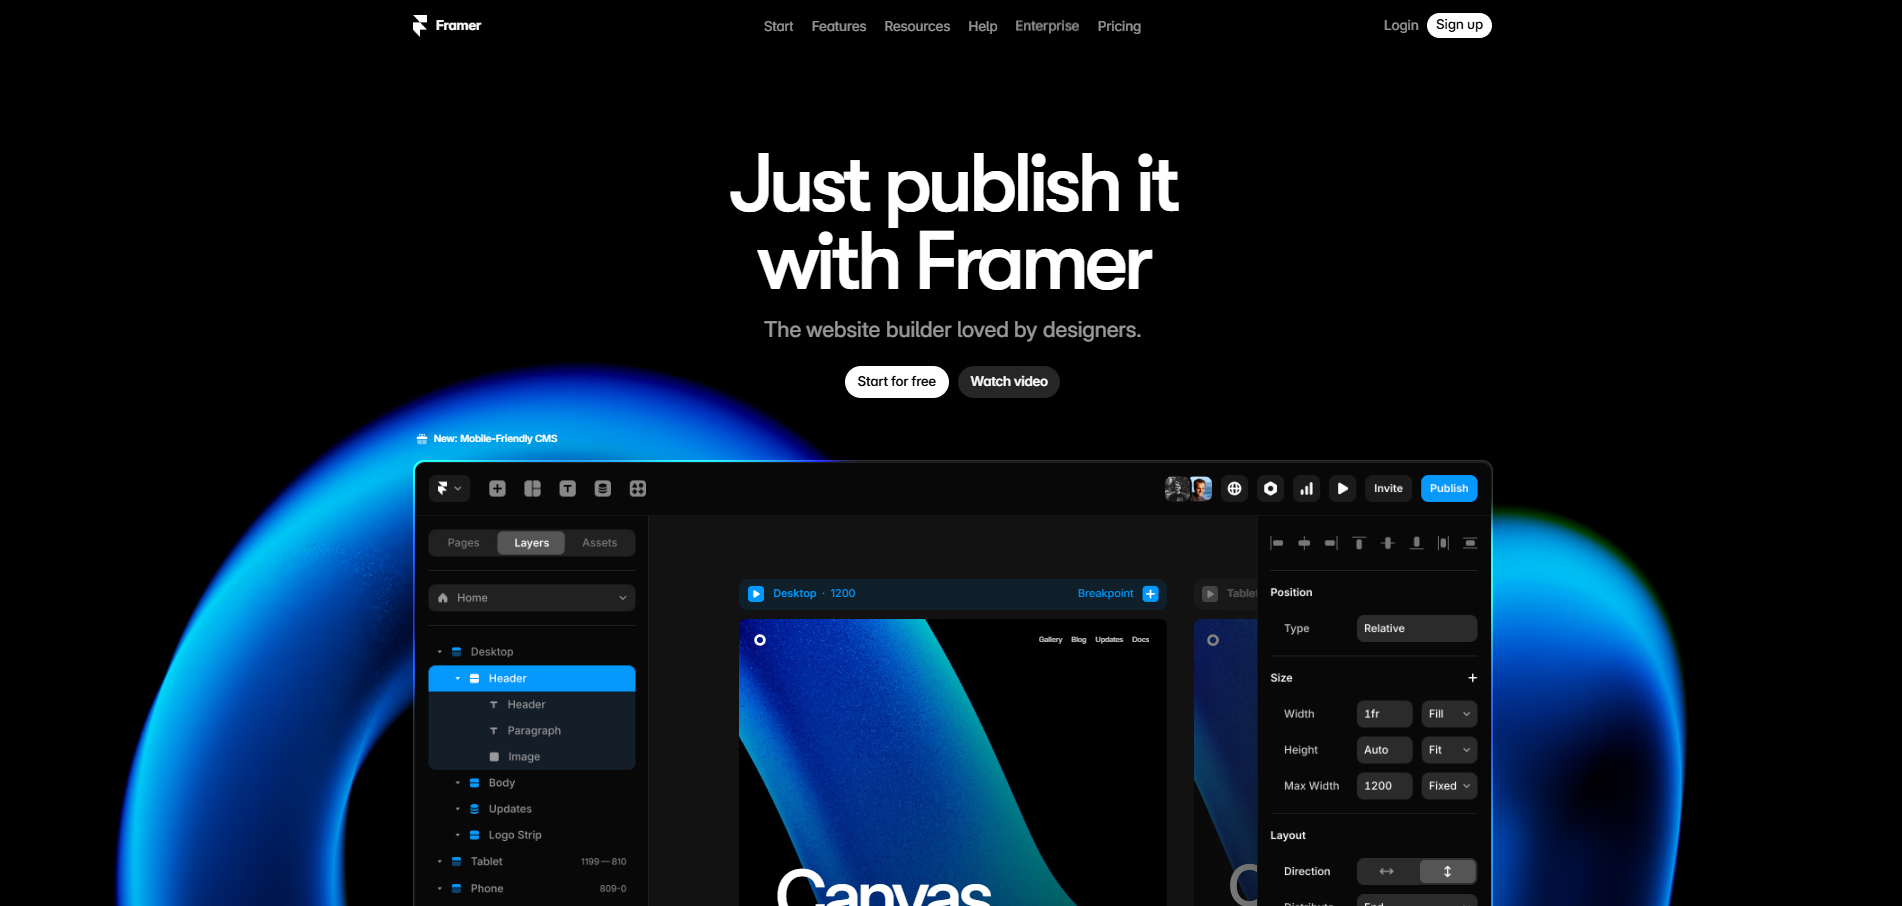 Framer
Start Features Resources Help Enterprise Pricing
Login Sign up
Just publish it
with Framer
The website builder loved by designers.
Start for free Watch video
New: Mobile-Friendly CMS
Invite Publish
Pages Layers Assets
Home
Desktop
Header
Header
Paragraph
Image
Body
Updates
Logo Strip
Tablet 1199 — 810
Phone 809-0
Desktop · 1200 Breakpoint
Gallery Blog Updates Docs
Canvas
Tablet
Position
Type Relative
Size
Width 1fr Fill
Height Auto Fit
Max Width 1200 Fixed
Layout
Direction